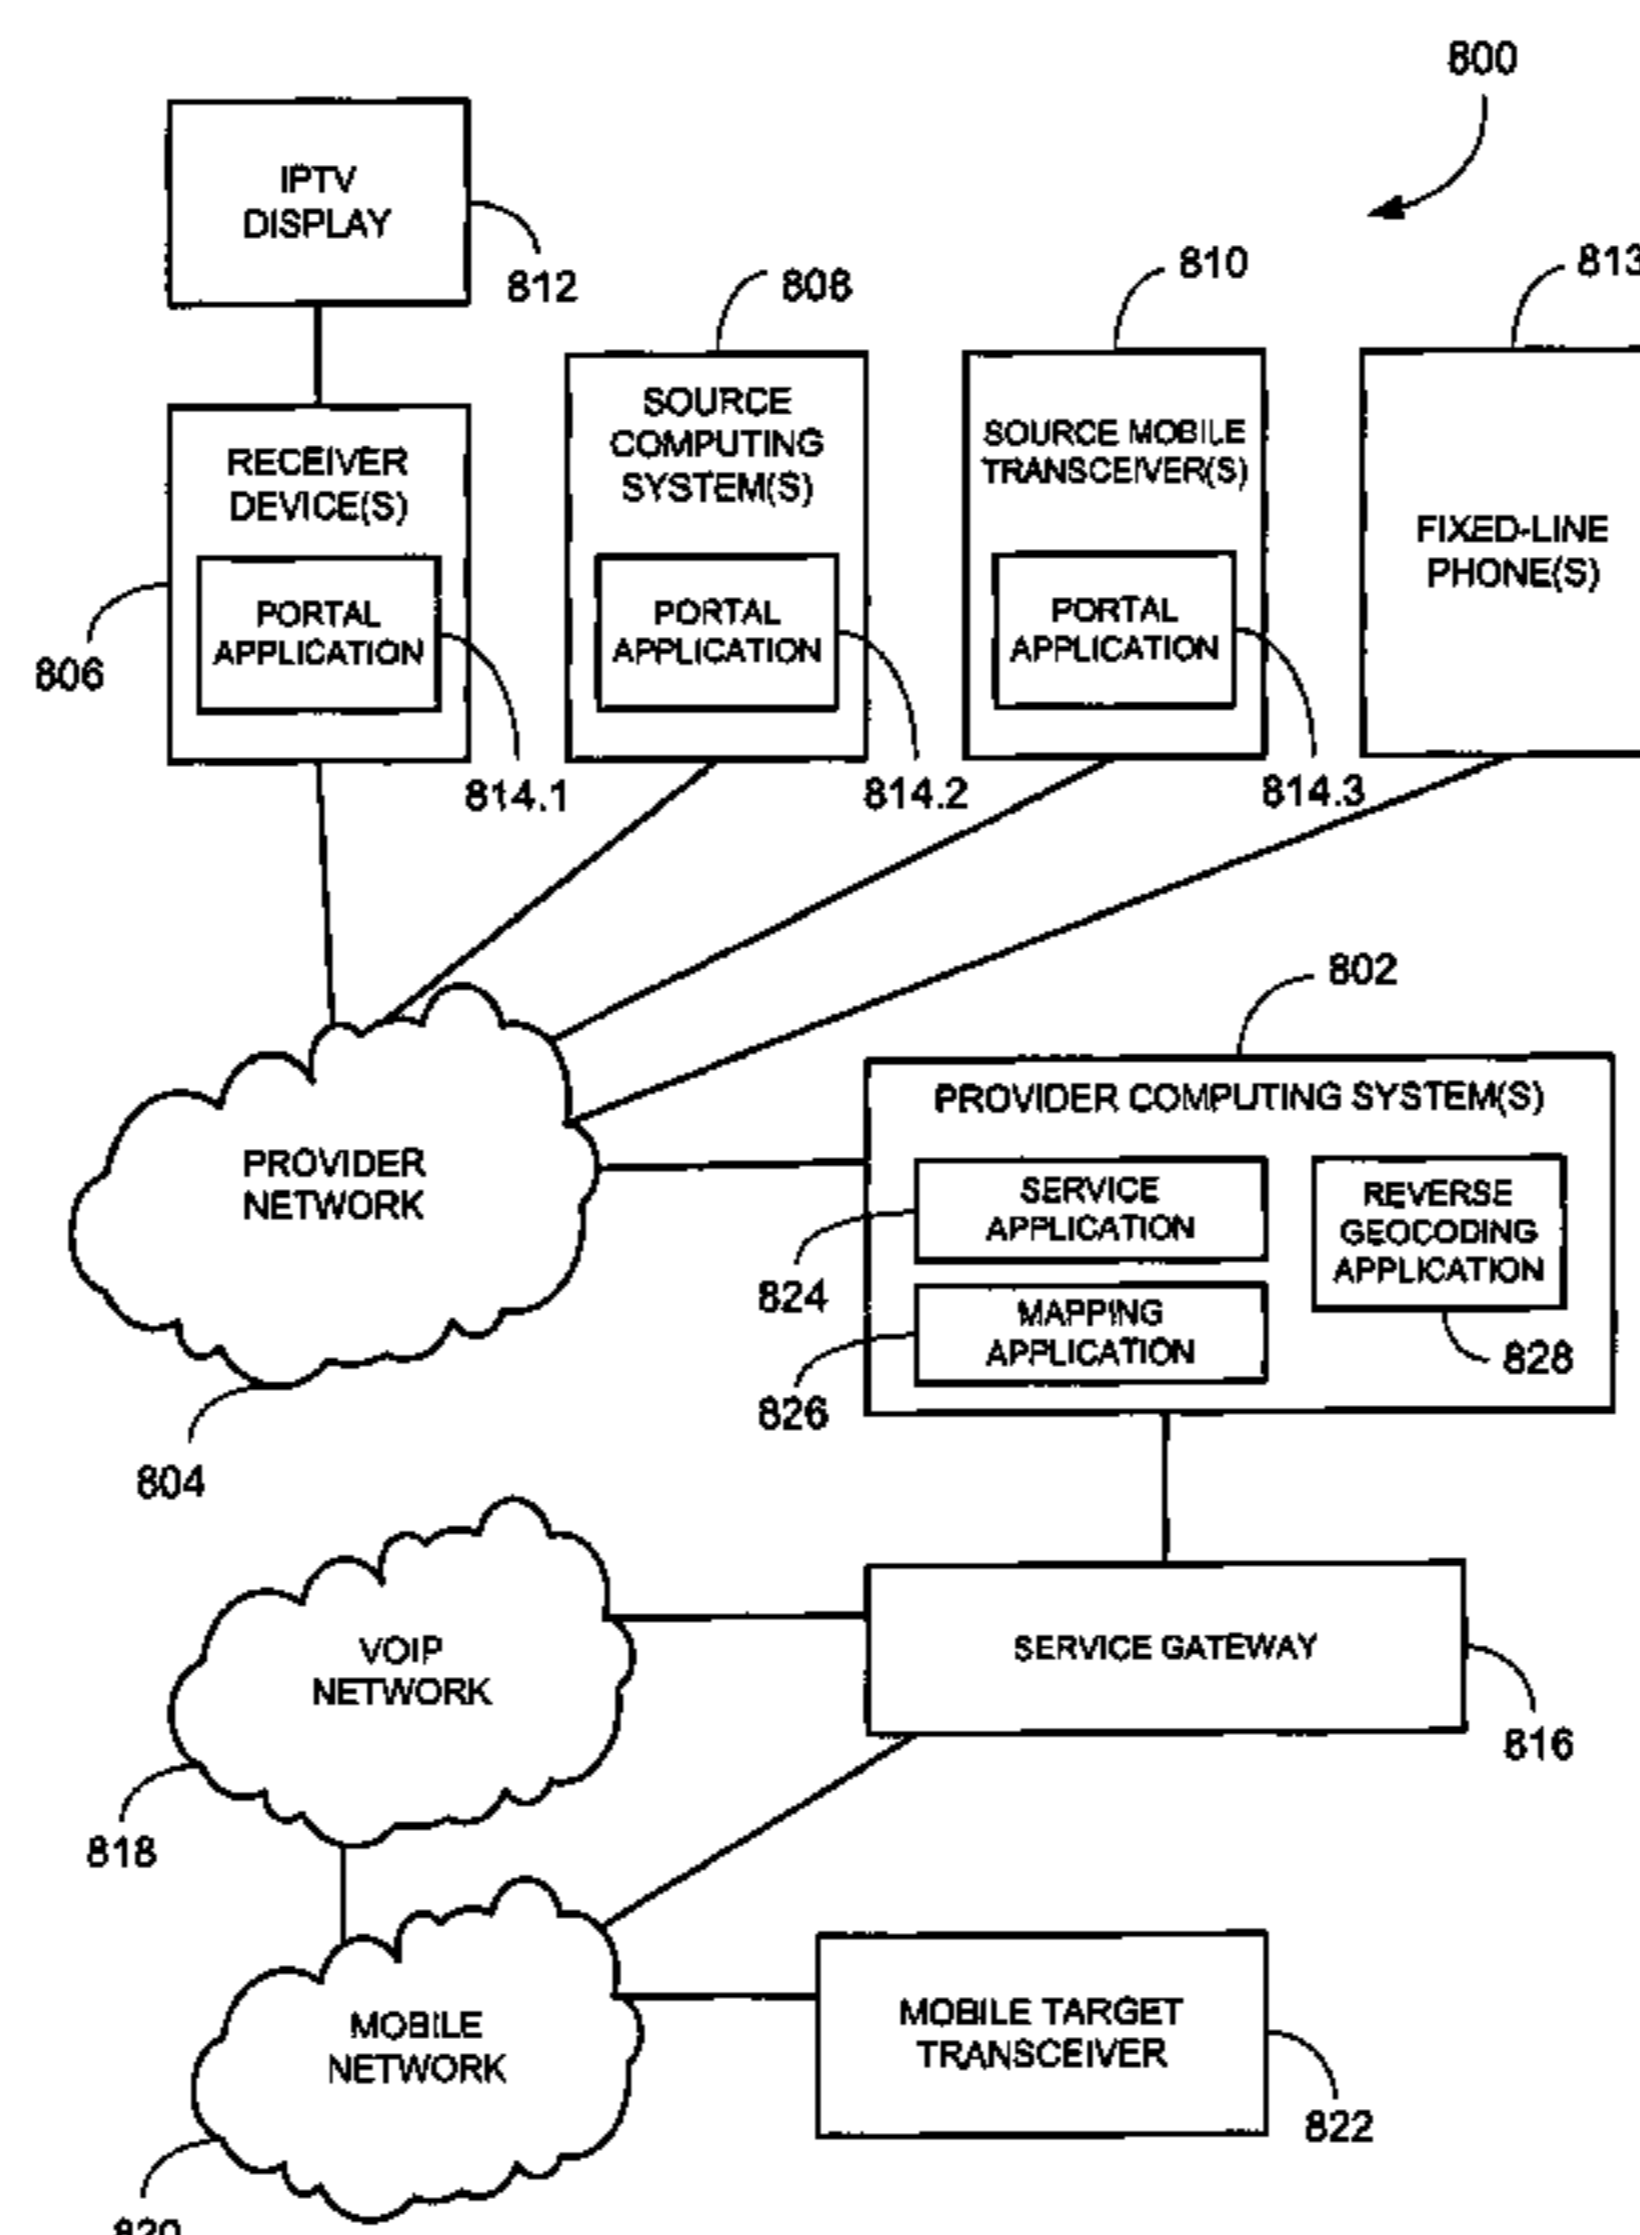 800
IPTV
DISPLAY
812
808
810
813
RECEIVER
DEVICE(S)
PORTAL
APPLICATION
806
814.1
SOURCE
COMPUTING
SYSTEM(S)
PORTAL
APPLICATION
814.2
SOURCE MOBILE
TRANSCEIVER(S)
PORTAL
APPLICATION
814.3
FIXED-LINE
PHONE(S)
802
PROVIDER
NETWORK
804
PROVIDER COMPUTING SYSTEM(S)
SERVICE
APPLICATION
824
MAPPING
APPLICATION
826
REVERSE
GEOCODING
APPLICATION
828
VOIP
NETWORK
818
SERVICE GATEWAY
816
MOBILE
NETWORK
820
MOBILE TARGET
TRANSCEIVER
822